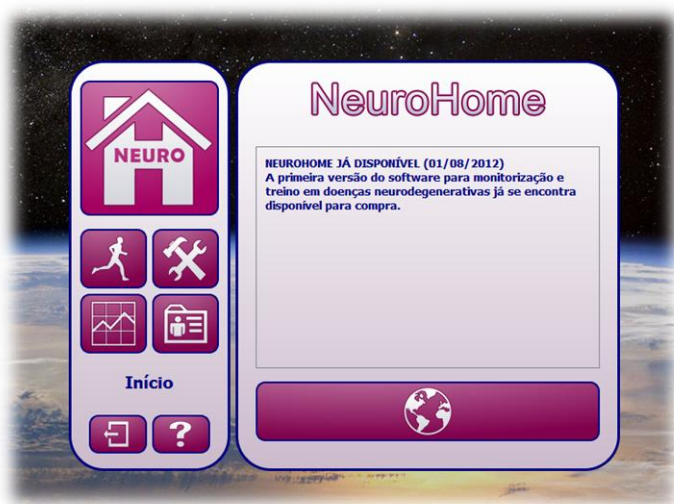 NEURO
Início
?
NeuroHome
NEUROHOME JÁ DISPONÍVEL (01/08/2012)
A primeira versão do software para monitorização e
treino em doenças neurodegenerativas já se encontra
disponível para compra.